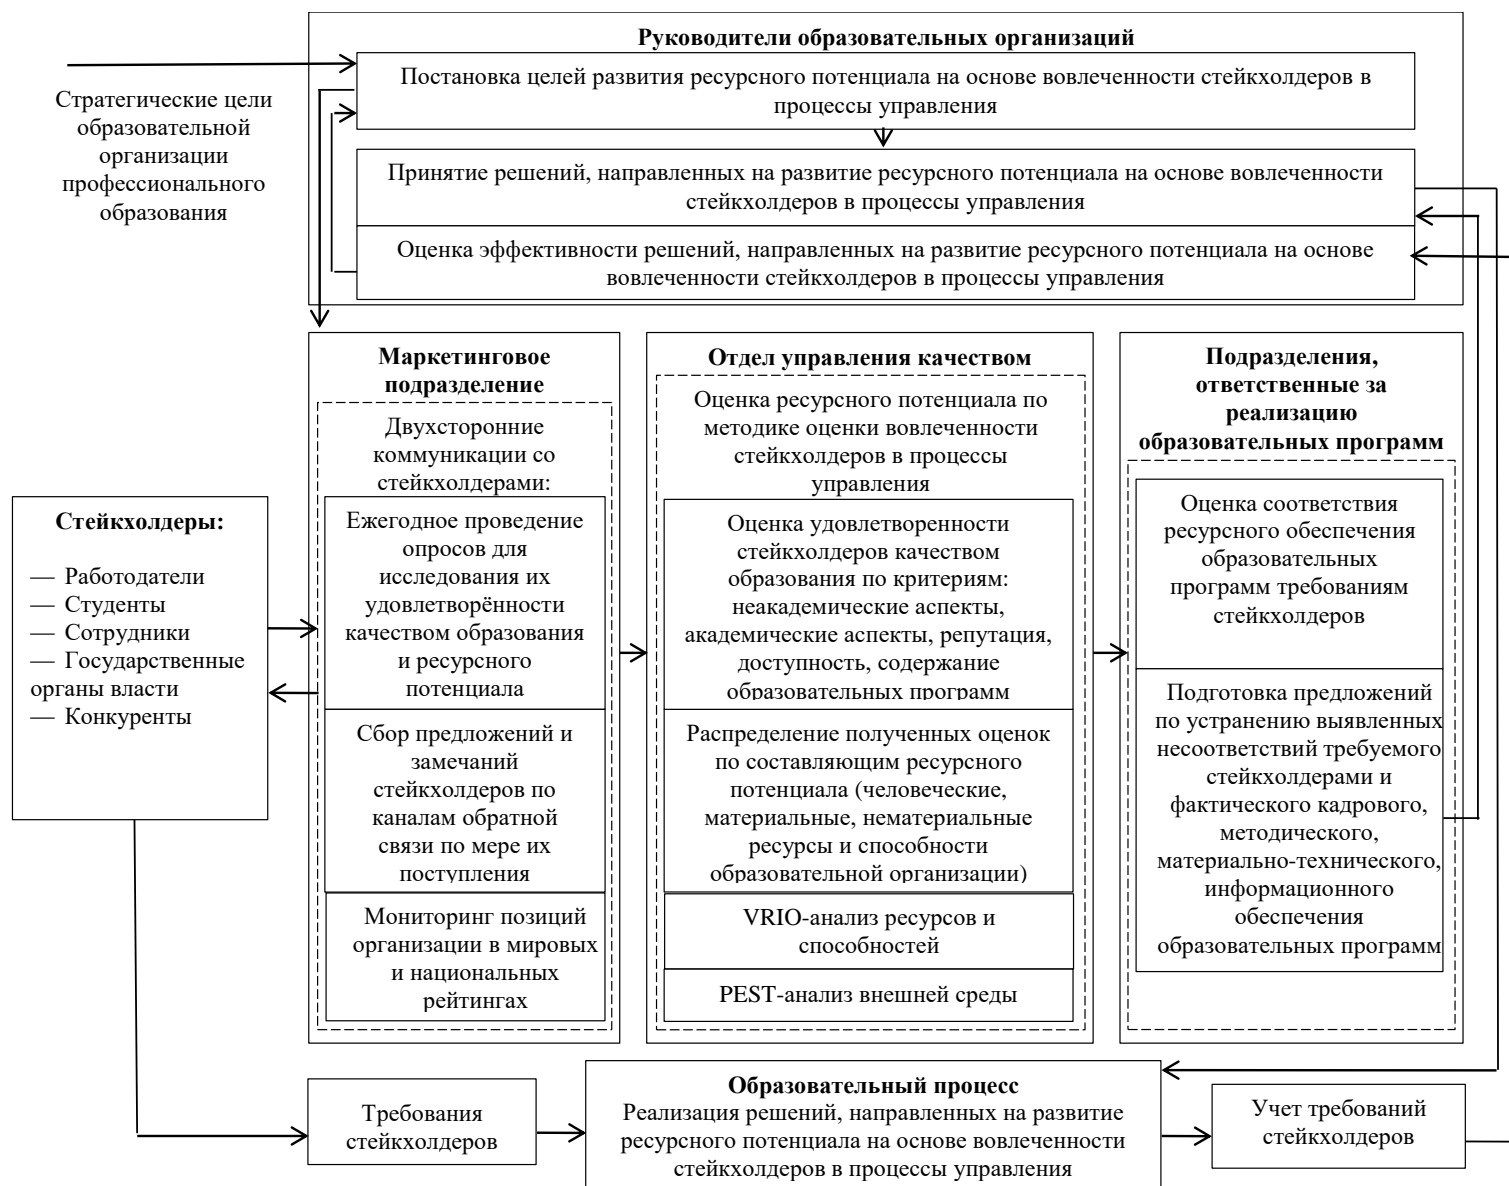 Руководители образовательных организаций
Постановка целей развития ресурсного потенциала на основе вовлеченности стейкхолдеров в
процессы управления
Стратегические цели
образовательной
организации
профессионального
образования
Принятие решений, направленных на развитие ресурсного потенциала на основе вовлеченности
стейкхолдеров в процессы управления
Оценка эффективности решений, направленных на развитие ресурсного потенциала на основе
вовлеченности стейкхолдеров в процессы управления
Маркетинговое
подразделение
Двухсторонние
коммуникации со
стейкхолдерами:
Ежегодное проведение
опросов для
исследования их
удовлетворённости
качеством образования
и ресурсного
потенциала
Сбор предложений и
замечаний
стейкхолдеров по
каналам обратной
связи по мере их
поступления
Мониторинг позиций
организации в мировых
и национальных
рейтингах
Отдел управления качеством
Оценка ресурсного потенциала по
методике оценки вовлеченности
стейкхолдеров в процессы
управления
Оценка удовлетворенности
стейкхолдеров качеством
образования по критериям:
неакадемические аспекты,
академические аспекты, репутация,
доступность, содержание
образовательных программ
Распределение полученных оценок
по составляющим ресурсного
потенциала (человеческие,
материальные, нематериальные
ресурсы и способности
образовательной организации)
VRIO-анализ ресурсов и
способностей
PEST-анализ внешней среды
Подразделения,
ответственные за
реализацию
образовательных программ
Оценка соответствия
ресурсного обеспечения
образовательных
программ требованиям
стейкхолдеров
Подготовка предложений
по устранению выявленных
несоответствий требуемого
стейкхолдерами и
фактического кадрового,
методического,
материально-технического,
информационного
обеспечения
образовательных программ
Стейкхолдеры:
— Работодатели
— Студенты
— Сотрудники
— Государственные
органы власти
— Конкуренты
Требования
стейкхолдеров
Образовательный процесс
Реализация решений, направленных на развитие
ресурсного потенциала на основе вовлеченности
стейкхолдеров в процессы управления
Учет требований
стейкхолдеров